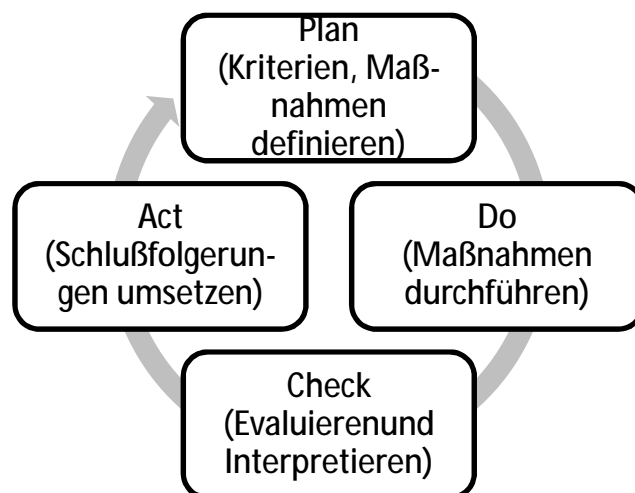 Plan
(Kriterien, Maß-
nahmen
definieren)
Act
(Schlußfolgerun-
gen umsetzen)
Do
(Maßnahmen
durchführen)
Check
(Evaluierenund
Interpretieren)